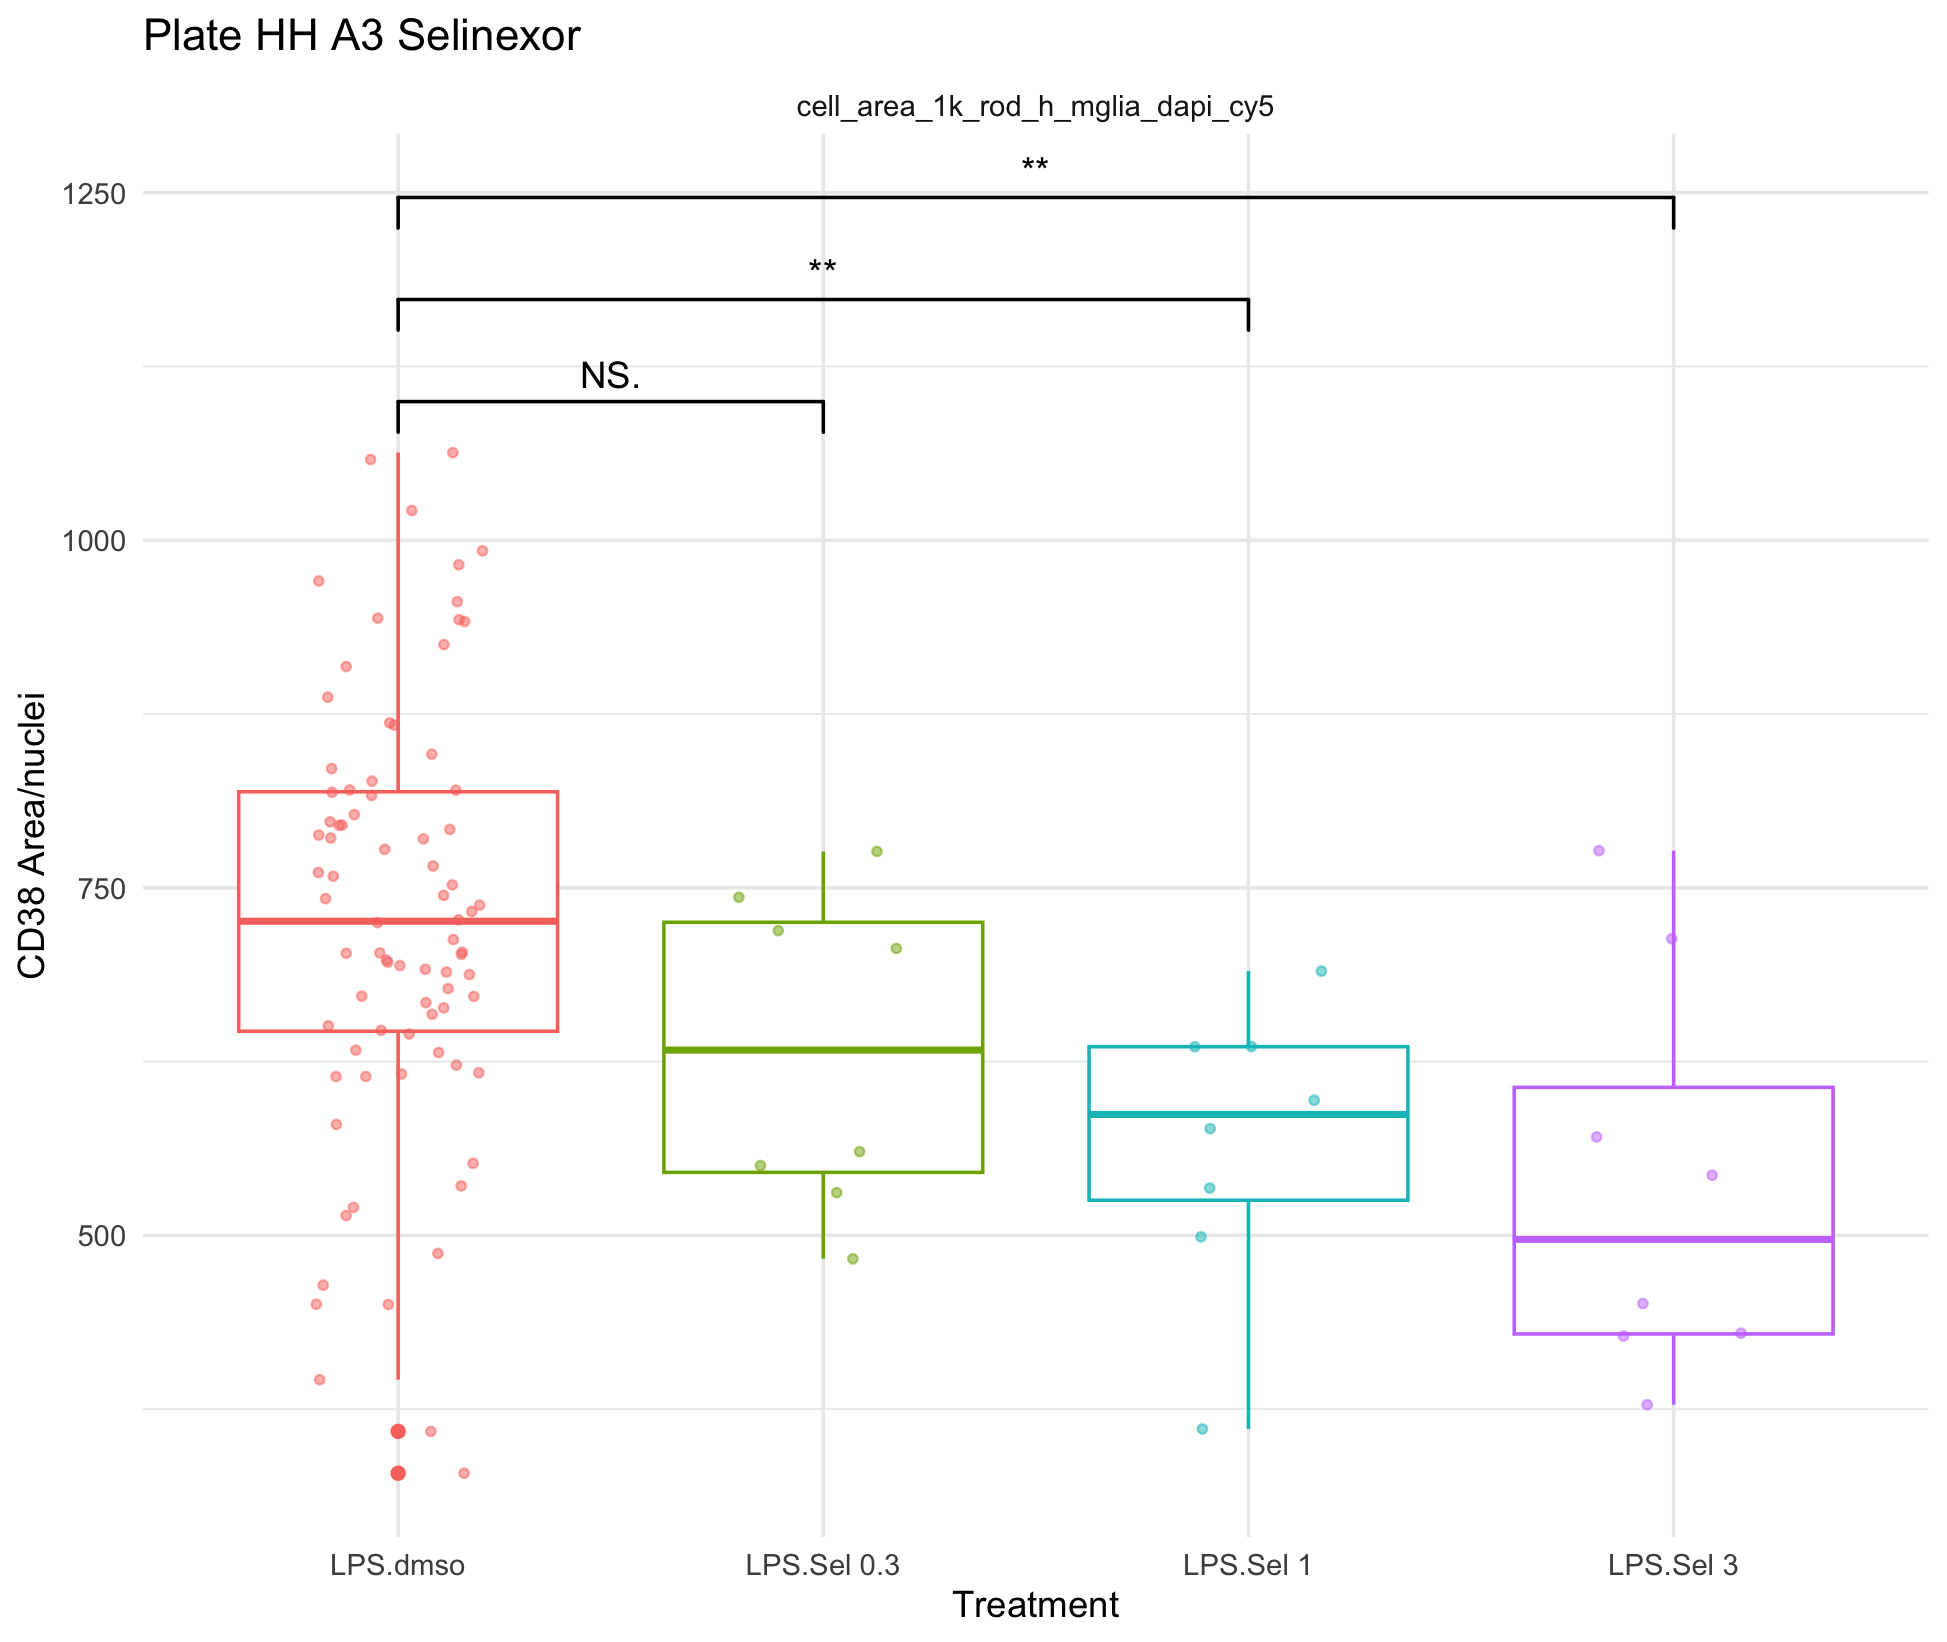 Plate HH A3 Selinexor
cell_area_1k_rod_h_mglia_dapi_cy5
**
**
NS.
1250
1000
750
500
CD38 Area/nuclei
LPS.dmso
LPS.Sel 0.3
LPS.Sel 1
LPS.Sel 3
Treatment